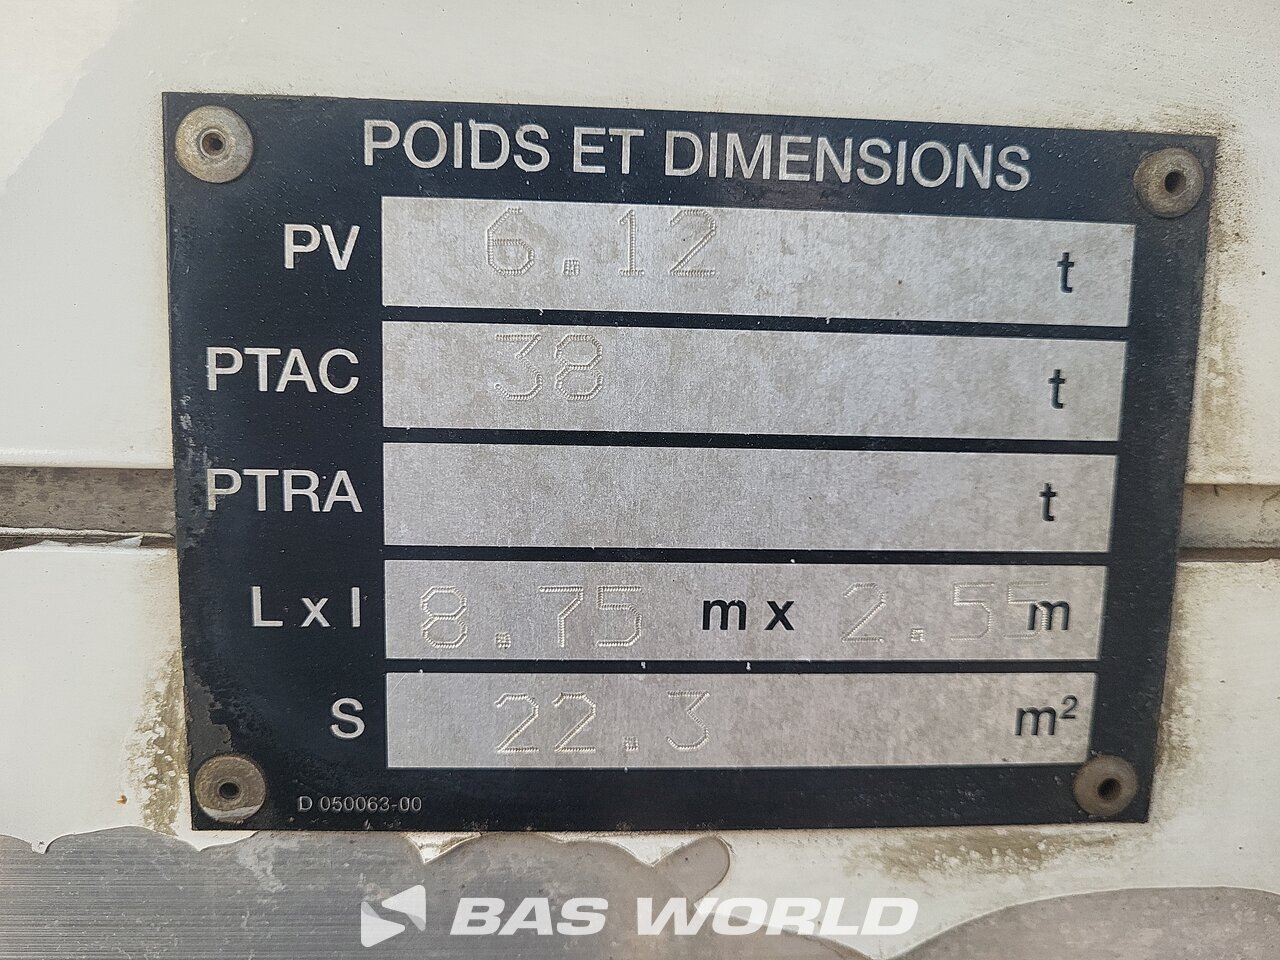 POIDS ET DIMENSIONS
PV 6.12 t
PTAC 38 t
PTRA t
L x l 8.75 m x 2.55 m
S 22.3 m²
D 050063-00
BAS WORLD